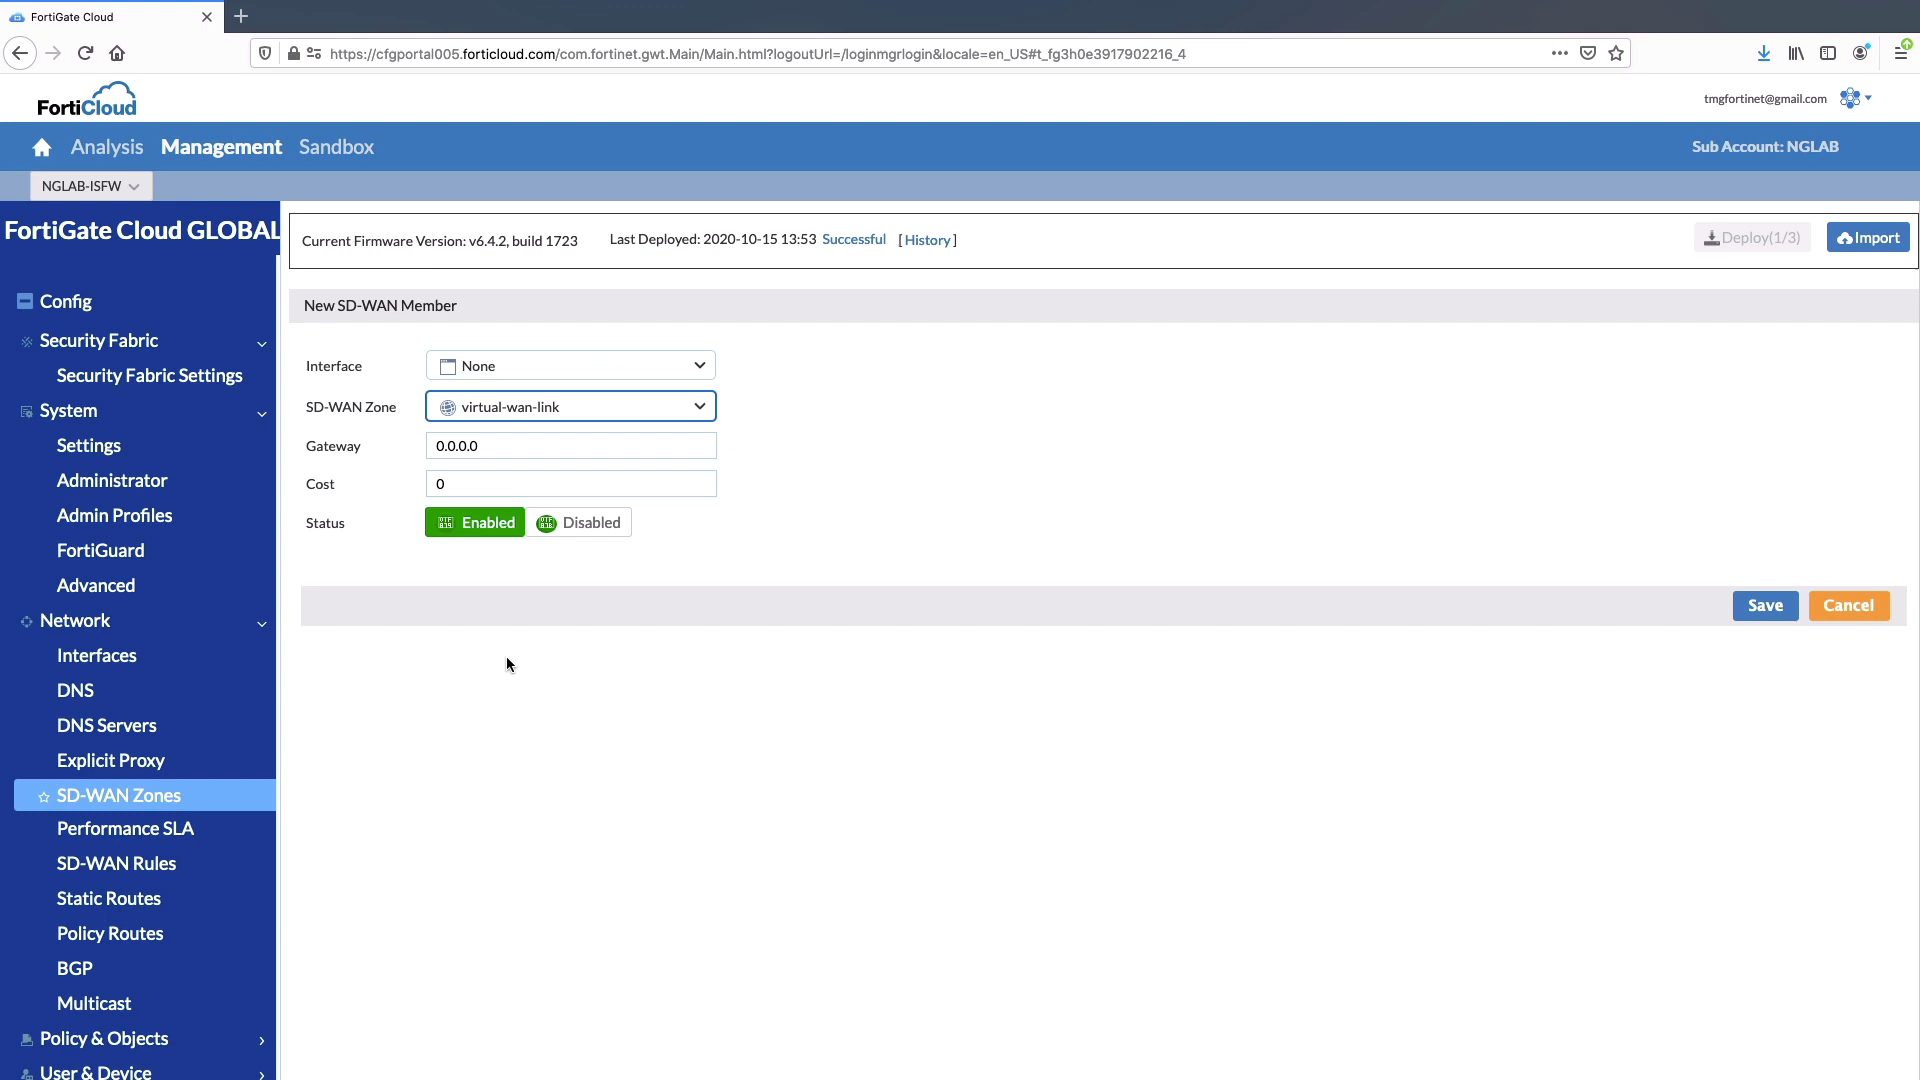 FortiGate Cloud
https://cfgportal005.forticloud.com/com.fortinet.gwt.Main/Main.html?logoutUrl=/loginmgrlogin&locale=en_US#t_fg3h0e3917902216_4
FortiCloud
tmgfortinet@gmail.com
Analysis Management Sandbox
Sub Account: NGLAB
NGLAB-ISFW
FortiGate Cloud GLOBAL
Current Firmware Version: v6.4.2, build 1723
Last Deployed: 2020-10-15 13:53 Successful [History]
Deploy(1/3)
Import
Config
Security Fabric
Security Fabric Settings
System
Settings
Administrator
Admin Profiles
FortiGuard
Advanced
Network
Interfaces
DNS
DNS Servers
Explicit Proxy
SD-WAN Zones
Performance SLA
SD-WAN Rules
Static Routes
Policy Routes
BGP
Multicast
Policy & Objects
User & Device
New SD-WAN Member
Interface None
SD-WAN Zone virtual-wan-link
Gateway 0.0.0.0
Cost 0
Status Enabled Disabled
Save Cancel